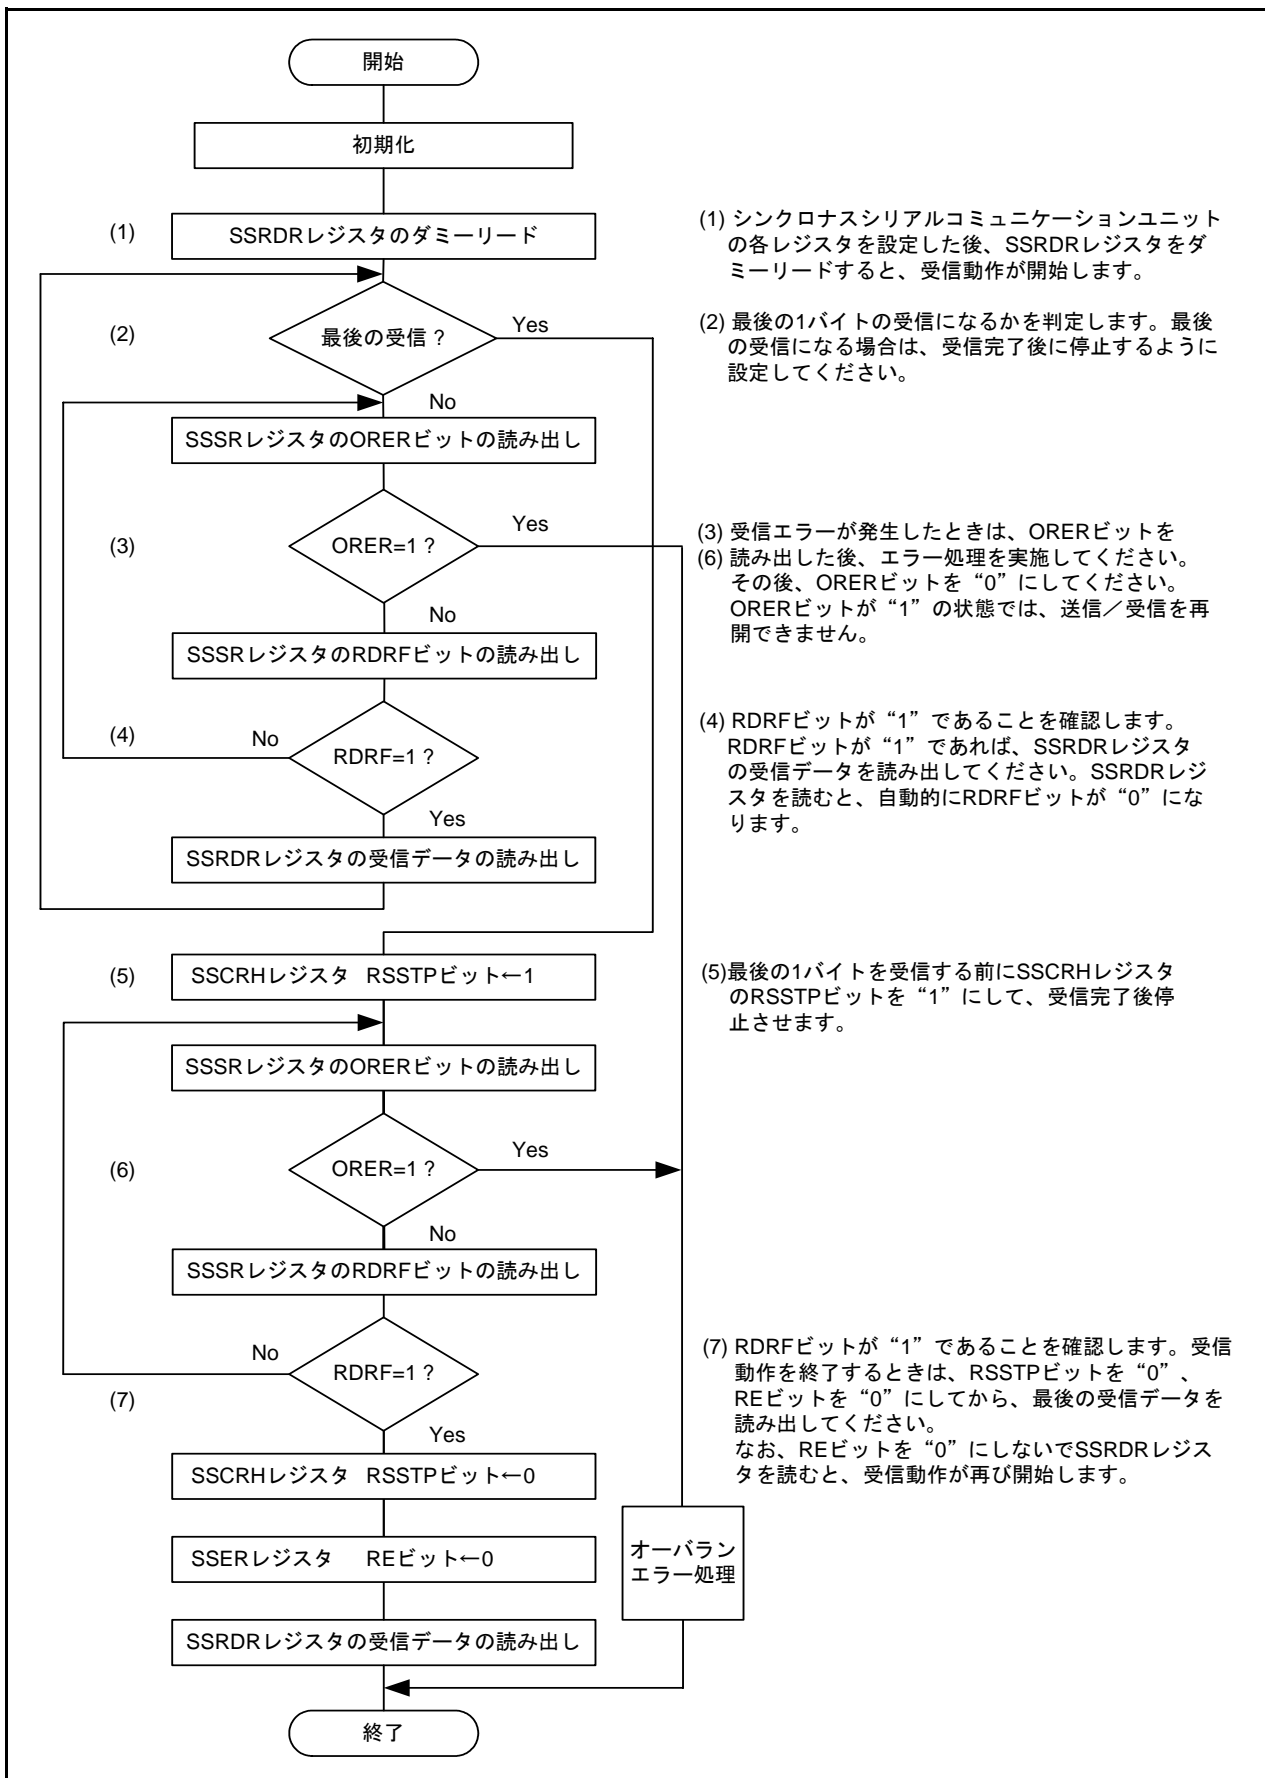 開始
初期化
(1)
SSRDRレジスタのダミーリード
(2)
最後の受信 ?
Yes
No
SSSRレジスタのORERビットの読み出し
(3)
ORER=1 ?
Yes
No
SSSRレジスタのRDRFビットの読み出し
(4)
No
RDRF=1 ?
Yes
SSRDRレジスタの受信データの読み出し
(5)
SSCRHレジスタ RSSTPビット←1
SSSRレジスタのORERビットの読み出し
(6)
ORER=1 ?
Yes
No
SSSRレジスタのRDRFビットの読み出し
No
RDRF=1 ?
(7)
Yes
SSCRHレジスタ RSSTPビット←0
SSERレジスタ REビット←0
オーバラン
エラー処理
SSRDRレジスタの受信データの読み出し
終了
(1) シンクロナスシリアルコミュニケーションユニット
の各レジスタを設定した後、SSRDRレジスタをダ
ミーリードすると、受信動作が開始します。
(2) 最後の1バイトの受信になるかを判定します。最後
の受信になる場合は、受信完了後に停止するように
設定してください。
(3) 受信エラーが発生したときは、ORERビットを
(6) 読み出した後、エラー処理を実施してください。
その後、ORERビットを“0”にしてください。
ORERビットが“1”の状態では、送信／受信を再
開できません。
(4) RDRFビットが“1”であることを確認します。
RDRFビットが“1”であれば、SSRDRレジスタ
の受信データを読み出してください。SSRDRレジ
スタを読むと、自動的にRDRFビットが“0”にな
ります。
(5)最後の1バイトを受信する前にSSCRHレジスタ
のRSSTPビットを“1”にして、受信完了後停
止させます。
(7) RDRFビットが“1”であることを確認します。受信
動作を終了するときは、RSSTPビットを“0”、
REビットを“0”にしてから、最後の受信データを
読み出してください。
なお、REビットを“0”にしないでSSRDRレジス
タを読むと、受信動作が再び開始します。